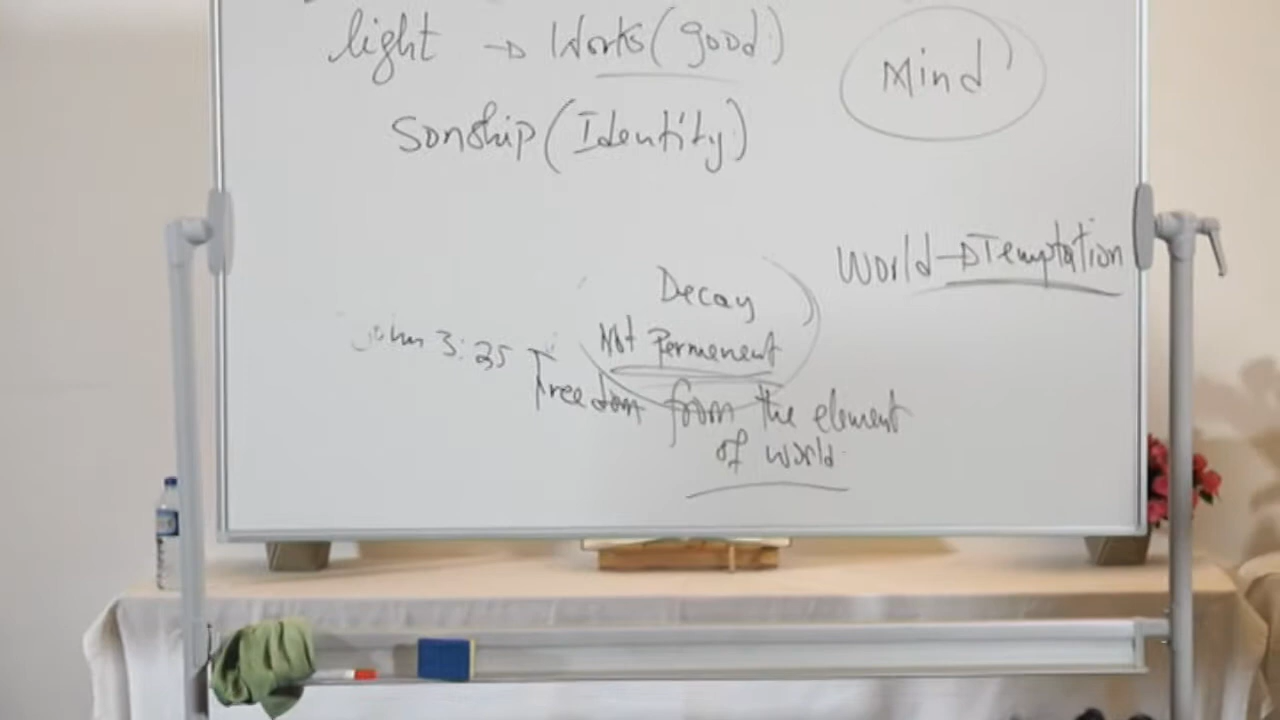 light → Works (good)
Mind
Sonship (Identity)
World → Temptation
Decay
Not Permenent
John 3:35
Freedom from the element
of world